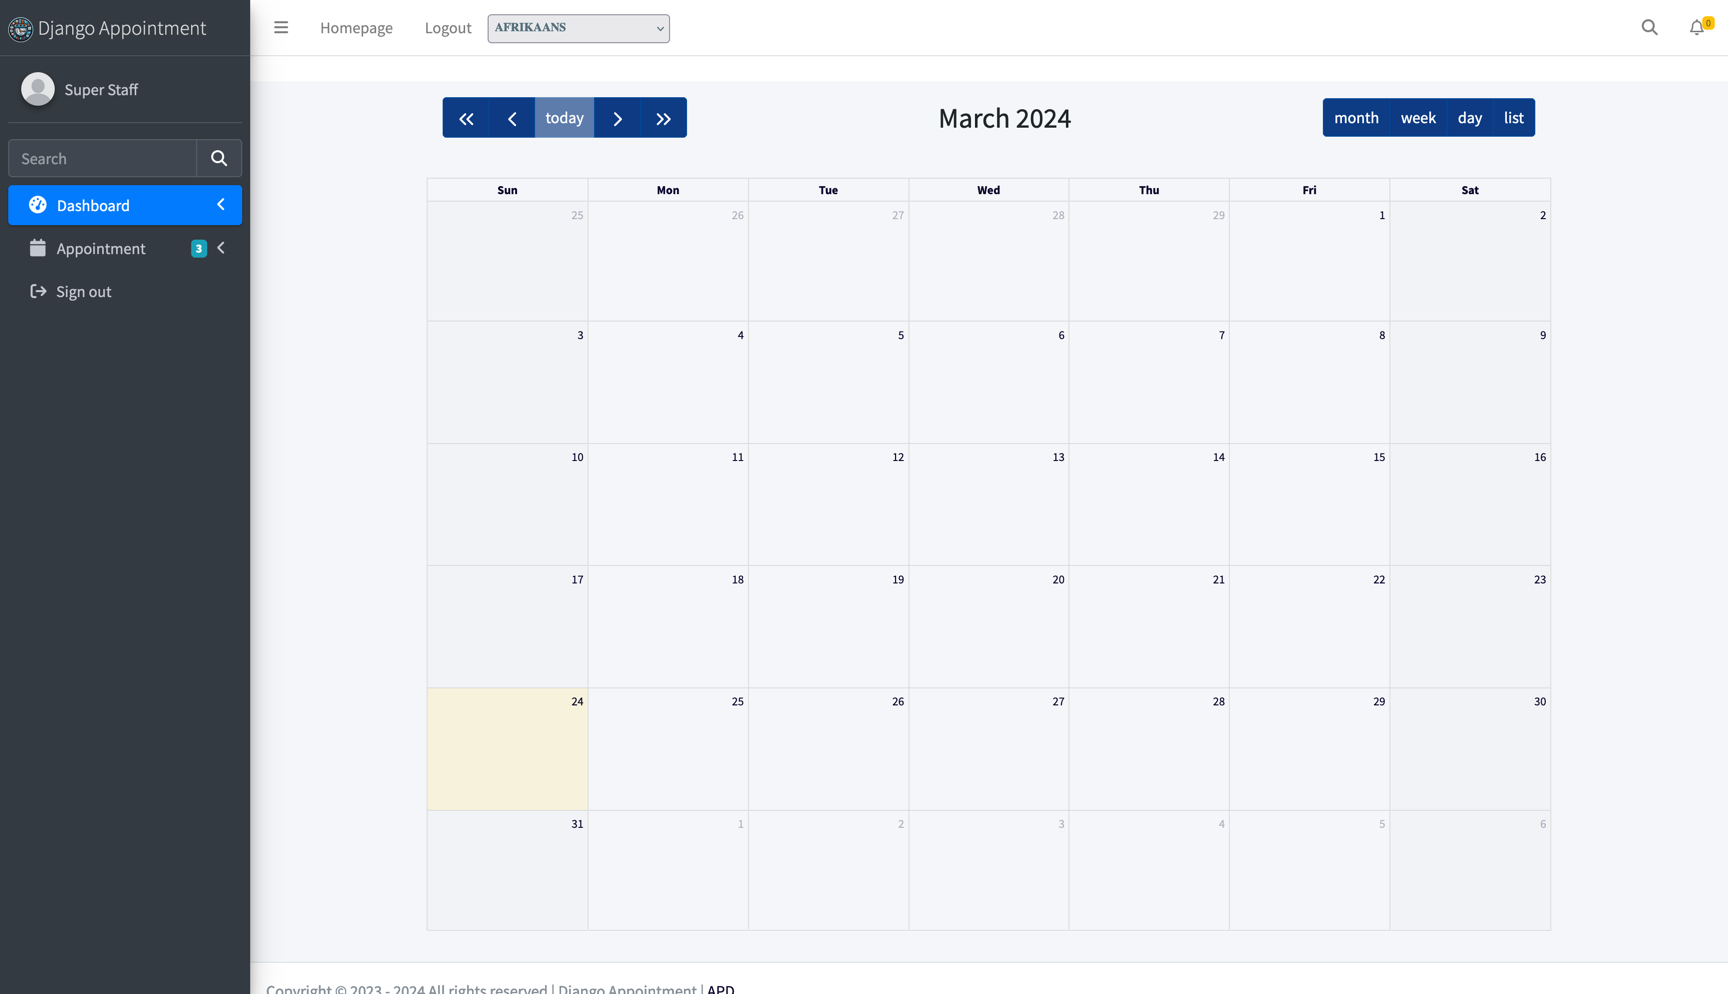 Django Appointment
Super Staff
Search
Dashboard
Appointment 3
Sign out
Homepage Logout AFRIKAANS 0
today March 2024 month week day list
Sun Mon Tue Wed Thu Fri Sat
25 26 27 28 29 1 2
3 4 5 6 7 8 9
10 11 12 13 14 15 16
17 18 19 20 21 22 23
24 25 26 27 28 29 30
31 1 2 3 4 5 6
Copyright © 2023 - 2024 All rights reserved | Django Appointment | APD